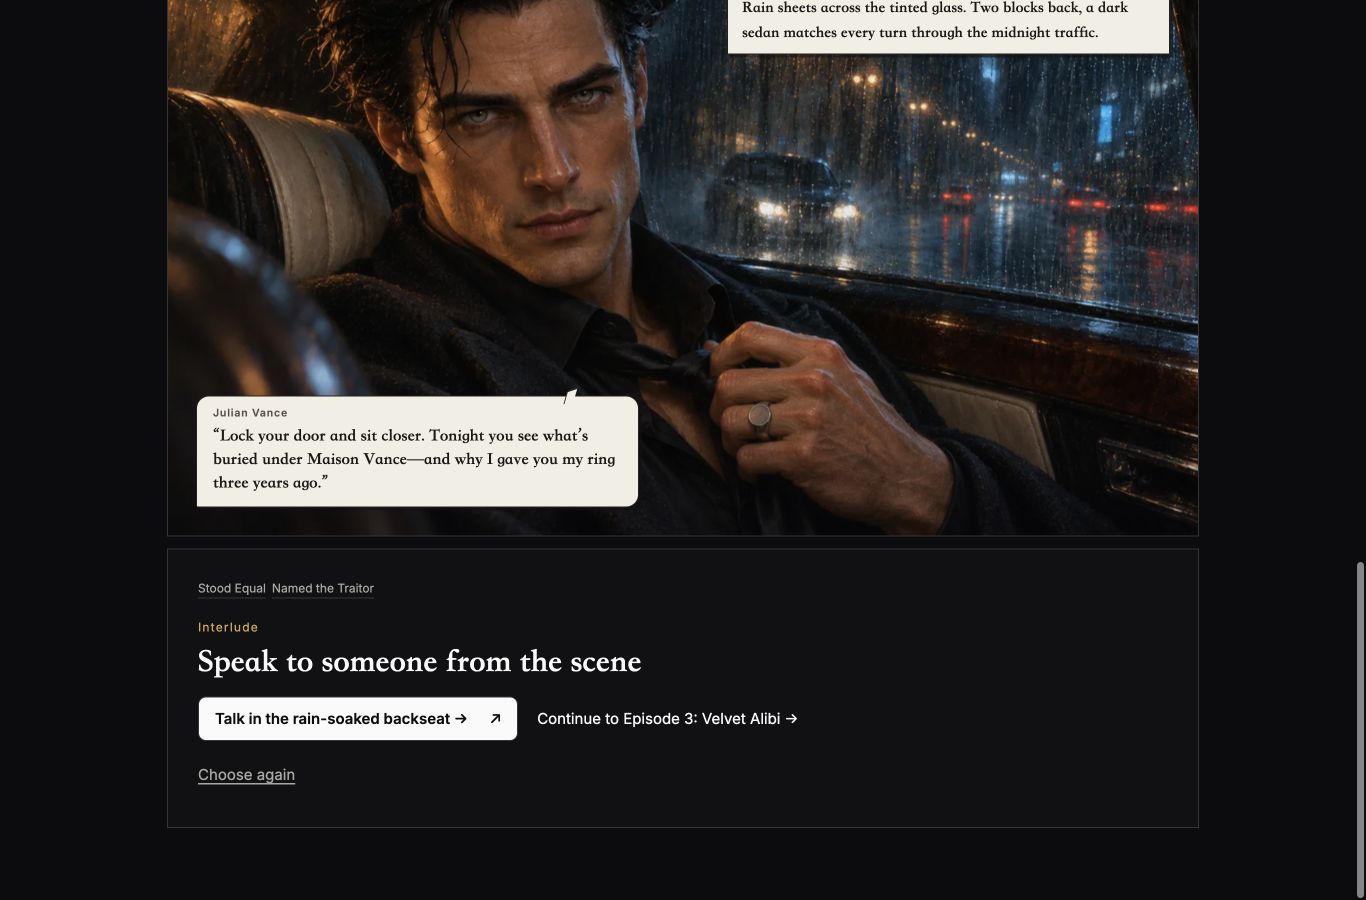 Rain sheets across the tinted glass. Two blocks back, a dark
sedan matches every turn through the midnight traffic.
Julian Vance
“Lock your door and sit closer. Tonight you see what’s
buried under Maison Vance—and why I gave you my ring
three years ago.”
Stood Equal Named the Traitor
Interlude
Speak to someone from the scene
Talk in the rain-soaked backseat → ↗ Continue to Episode 3: Velvet Alibi →
Choose again